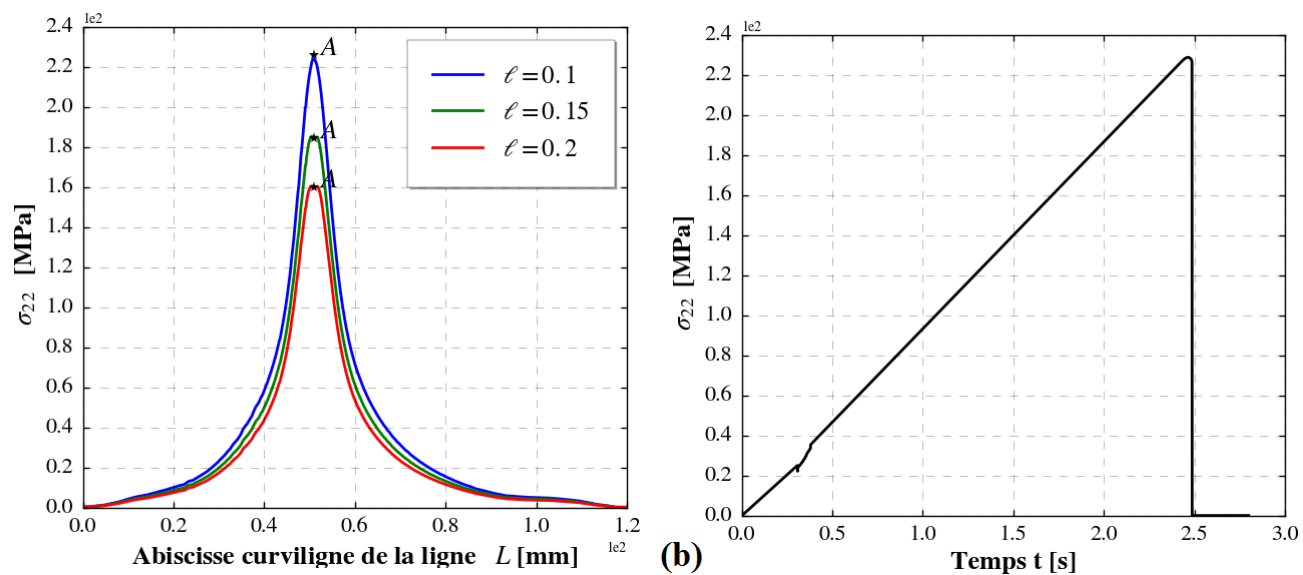 1e2
2.4
2.2
2.0
1.8
1.6
1.4
1.2
1.0
0.8
0.6
0.4
0.2
0.0
σ22 [MPa]
A
A
A
ℓ=0.1
ℓ=0.15
ℓ=0.2
0.0 0.2 0.4 0.6 0.8 1.0 1.2
1e2
Abiscisse curviligne de la ligne L [mm]
(b)
1e2
2.4
2.2
2.0
1.8
1.6
1.4
1.2
1.0
0.8
0.6
0.4
0.2
0.0
σ22 [MPa]
0.0 0.5 1.0 1.5 2.0 2.5 3.0
Temps t [s]